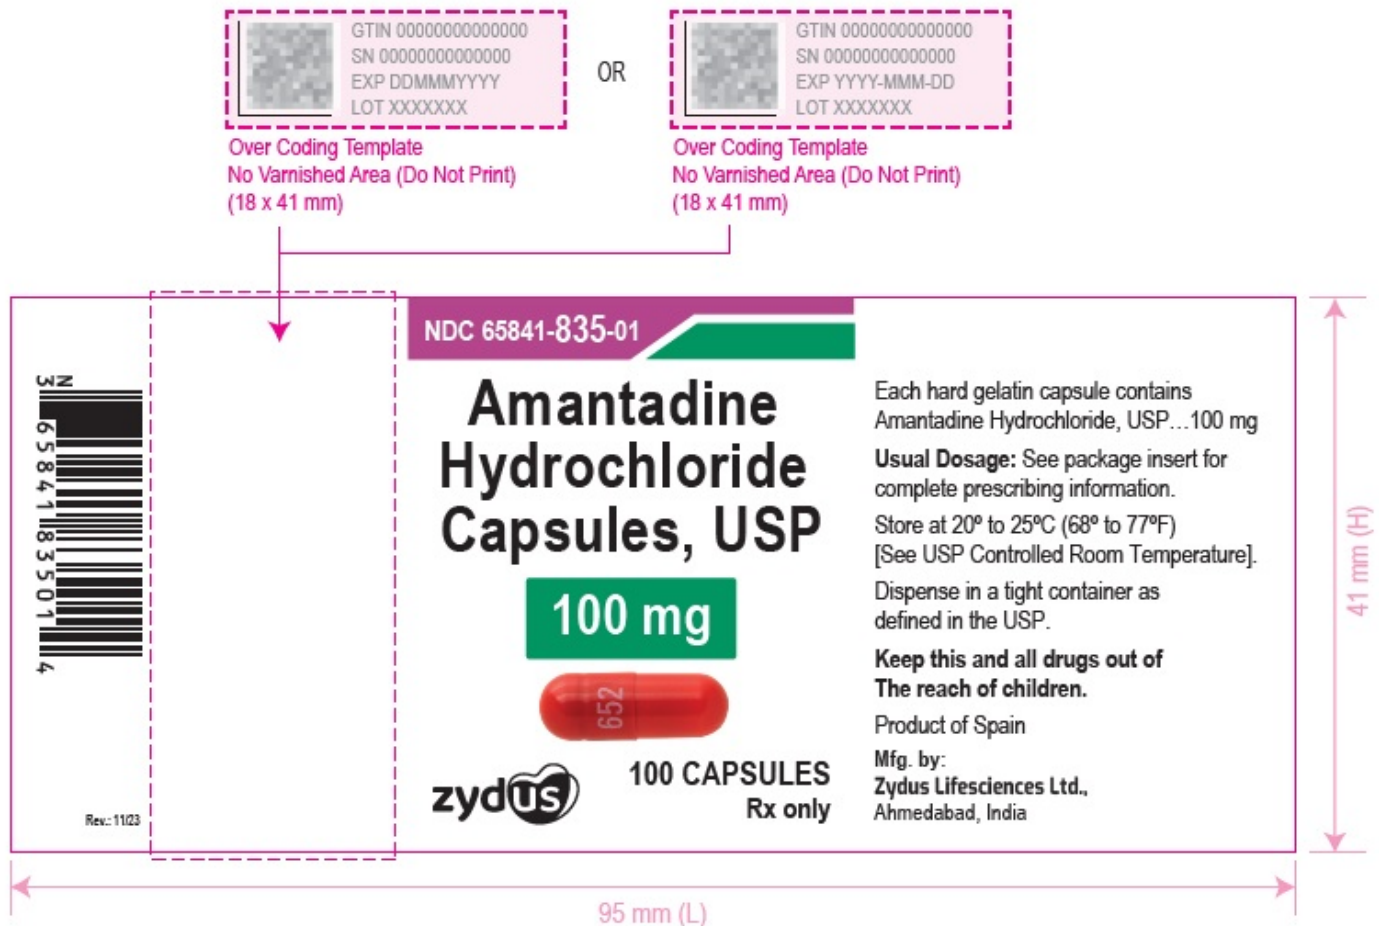 GTIN 00000000000000
SN 00000000000000
EXP DDMMMYYYY
LOT XXXXXXX
OR
GTIN 00000000000000
SN 00000000000000
EXP YYYY-MMM-DD
LOT XXXXXXX
Over Coding Template
No Varnished Area (Do Not Print)
(18 x 41 mm)
Over Coding Template
No Varnished Area (Do Not Print)
(18 x 41 mm)
N
3 65841 83501 4
Rev.: 11/23
NDC 65841-835-01
Amantadine
Hydrochloride
Capsules, USP
100 mg
652
zydus
100 CAPSULES
Rx only
Each hard gelatin capsule contains
Amantadine Hydrochloride, USP...100 mg
Usual Dosage: See package insert for
complete prescribing information.
Store at 20º to 25ºC (68º to 77ºF)
[See USP Controlled Room Temperature].
Dispense in a tight container as
defined in the USP.
Keep this and all drugs out of
The reach of children.
Product of Spain
Mfg. by:
Zydus Lifesciences Ltd.,
Ahmedabad, India
41 mm (H)
95 mm (L)